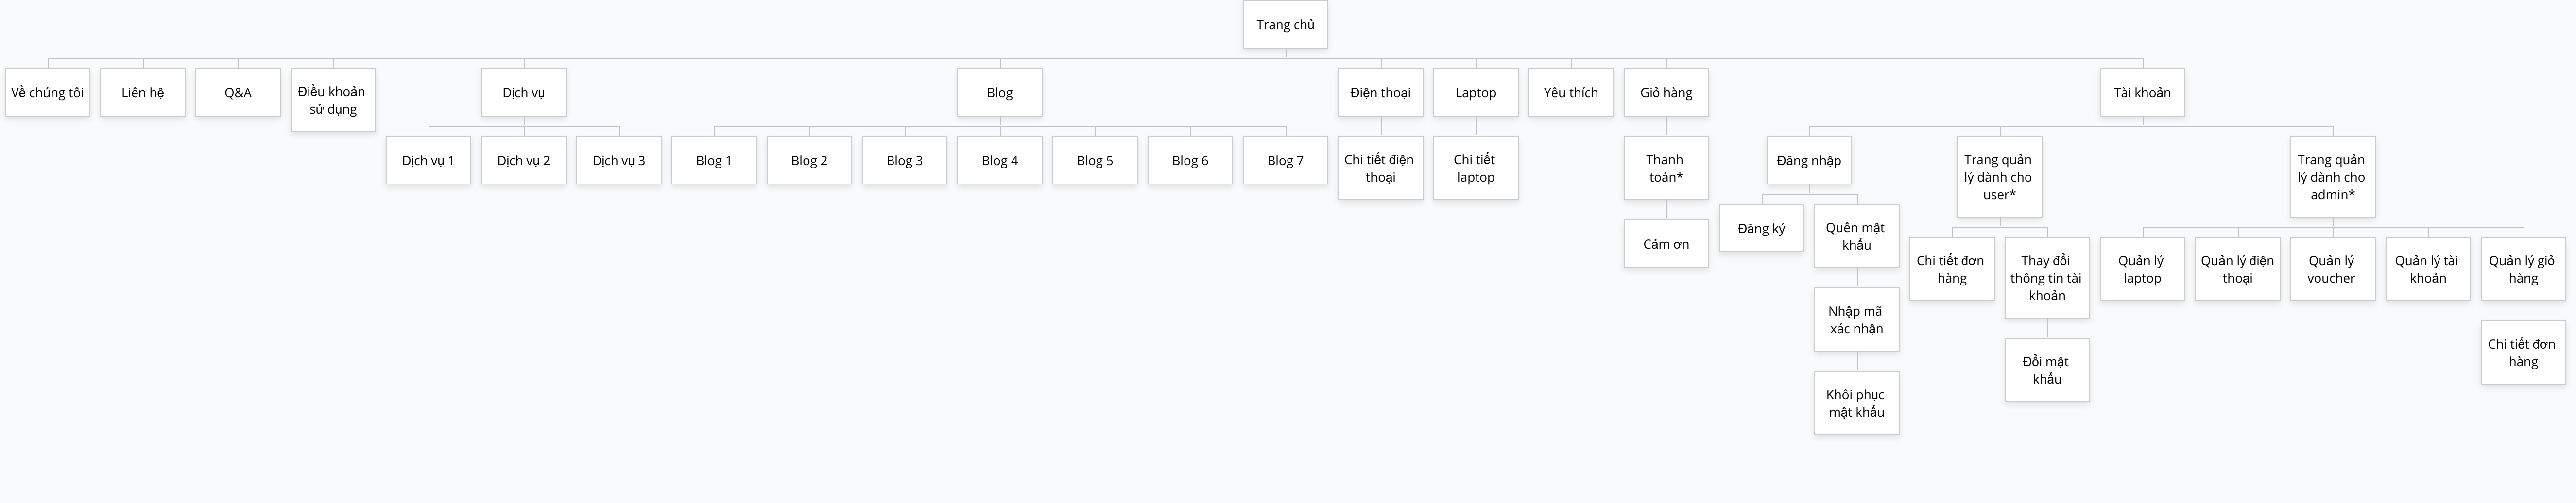 Trang chủ
Về chúng tôi
Liên hệ
Q&A
Điều khoản
sử dụng
Dịch vụ
Blog
Điện thoại
Laptop
Yêu thích
Giỏ hàng
Tài khoản
Dịch vụ 1
Dịch vụ 2
Dịch vụ 3
Blog 1
Blog 2
Blog 3
Blog 4
Blog 5
Blog 6
Blog 7
Chi tiết điện
thoại
Chi tiết
laptop
Thanh
toán*
Đăng nhập
Trang quản
lý dành cho
user*
Trang quản
lý dành cho
admin*
Cảm ơn
Đăng ký
Quên mật
khẩu
Chi tiết đơn
hàng
Thay đổi
thông tin tài
khoản
Quản lý
laptop
Quản lý điện
thoại
Quản lý
voucher
Quản lý tài
khoản
Quản lý giỏ
hàng
Nhập mã
xác nhận
Đổi mật
khẩu
Chi tiết đơn
hàng
Khôi phục
mật khẩu